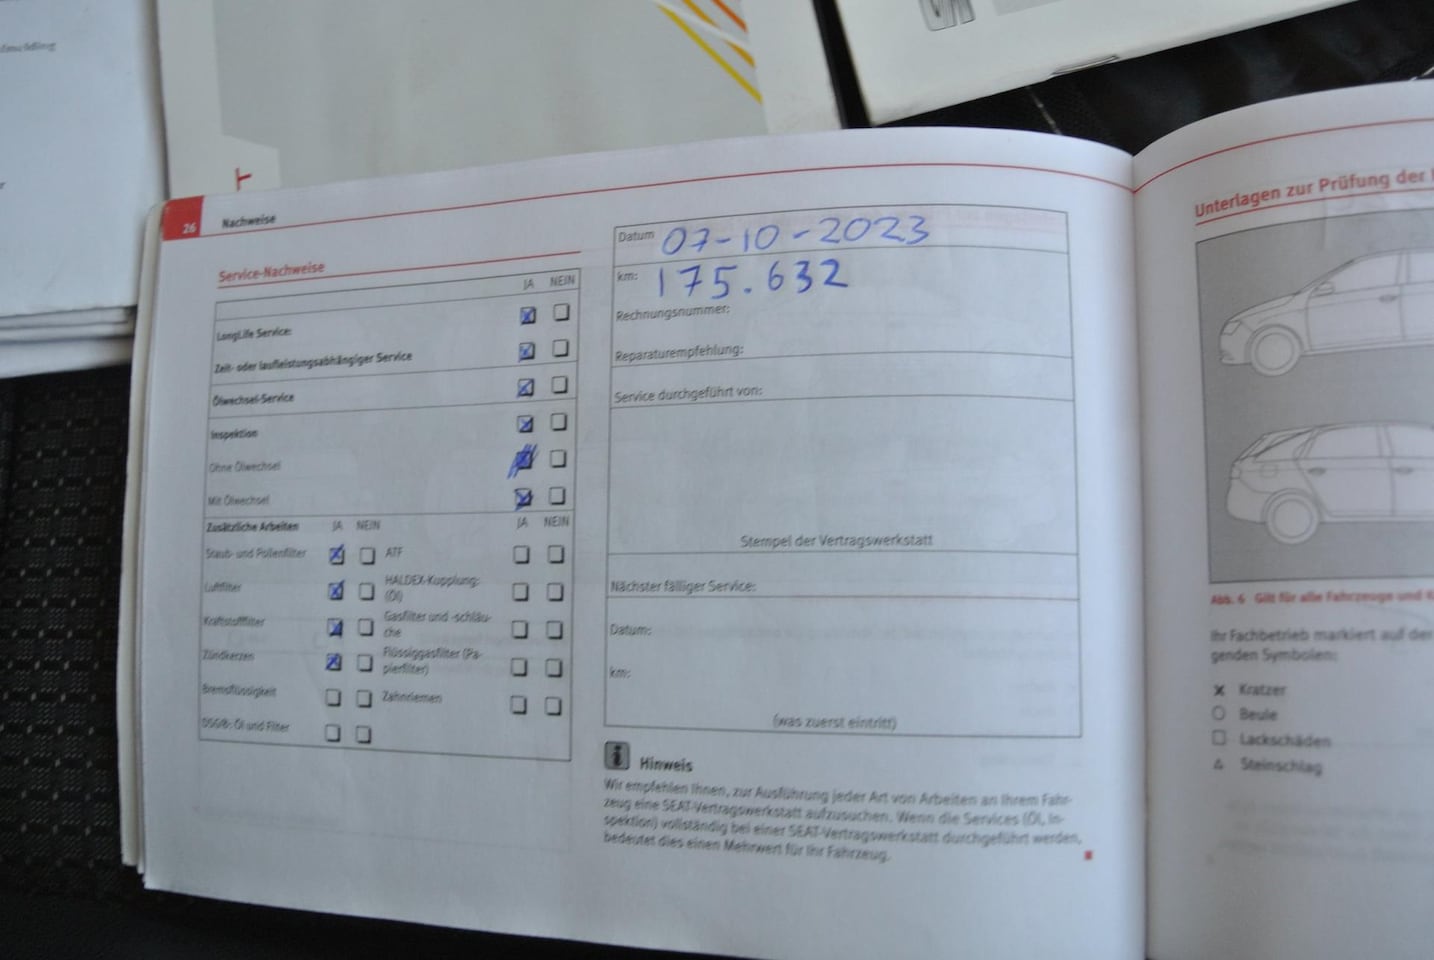 26
Nachweise
Service-Nachweise
JA NEIN
LongLife Service:
Zeit- oder laufleistungsabhängiger Service
Ölwechsel-Service
Inspektion
Ohne Ölwechsel
Mit Ölwechsel
Zusätzliche Arbeiten JA NEIN JA NEIN
Staub- und Pollenfilter ATF
Luftfilter HALDEX-Kupplung:
(Öl)
Kraftstofffilter Gasfilter und -schläu-
che
Zündkerzen Flüssiggasfilter (Pa-
pierfilter)
Bremsflüssigkeit Zahnriemen
DSG®: Öl und Filter
Datum 07-10-2023
km: 175.632
Rechnungsnummer:
Reparaturempfehlung:
Service durchgeführt von:
Stempel der Vertragswerkstatt
Nächster fälliger Service:
Datum:
km:
(was zuerst eintritt)
Hinweis
Wir empfehlen Ihnen, zur Ausführung jeder Art von Arbeiten an Ihrem Fahr-
zeug eine SEAT-Vertragswerkstatt aufzusuchen. Wenn die Services (Öl, In-
spektion) vollständig bei einer SEAT-Vertragswerkstatt durchgeführt werden,
bedeutet dies einen Mehrwert für Ihr Fahrzeug.
Unterlagen zur Prüfung der
Abb. 6 Gilt für alle Fahrzeuge und
Ihr Fachbetrieb markiert auf der
genden Symbolen:
Kratzer
Beule
Lackschäden
Steinschlag